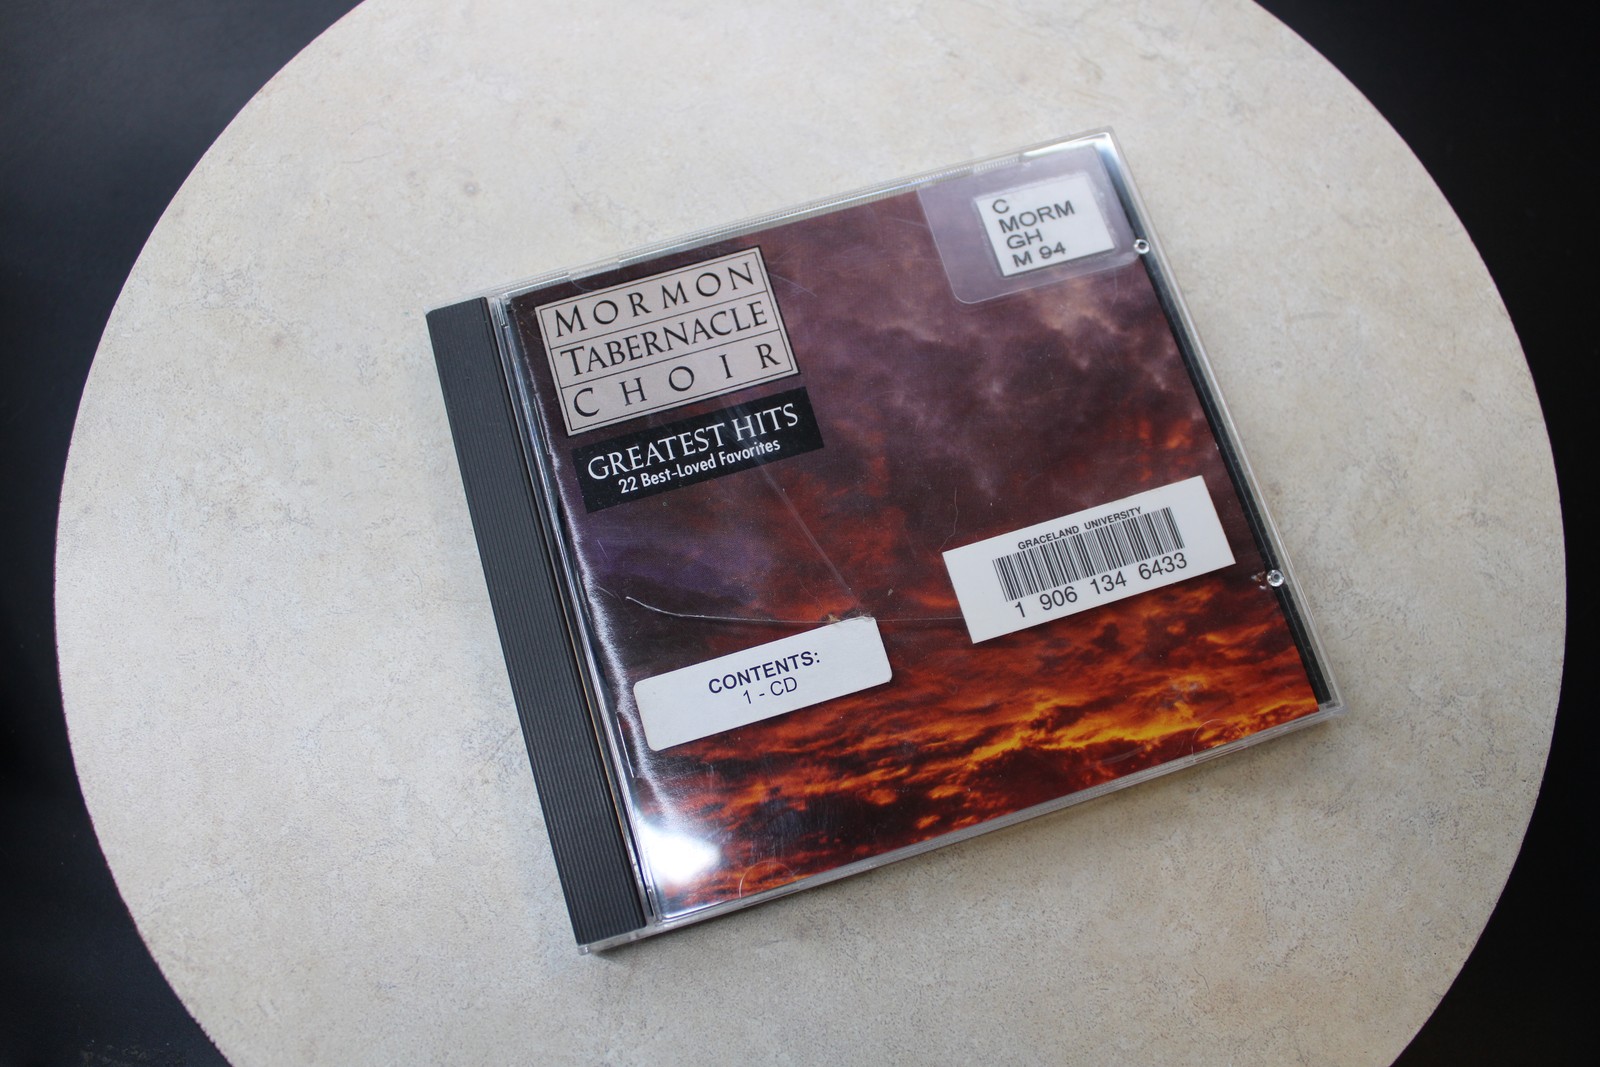 MORMON
TABERNACLE
CHOIR
GREATEST HITS
22 Best-Loved Favorites
C
MORM
GH
M 94
GRACELAND UNIVERSITY
1 906 134 6433
CONTENTS:
1 - CD